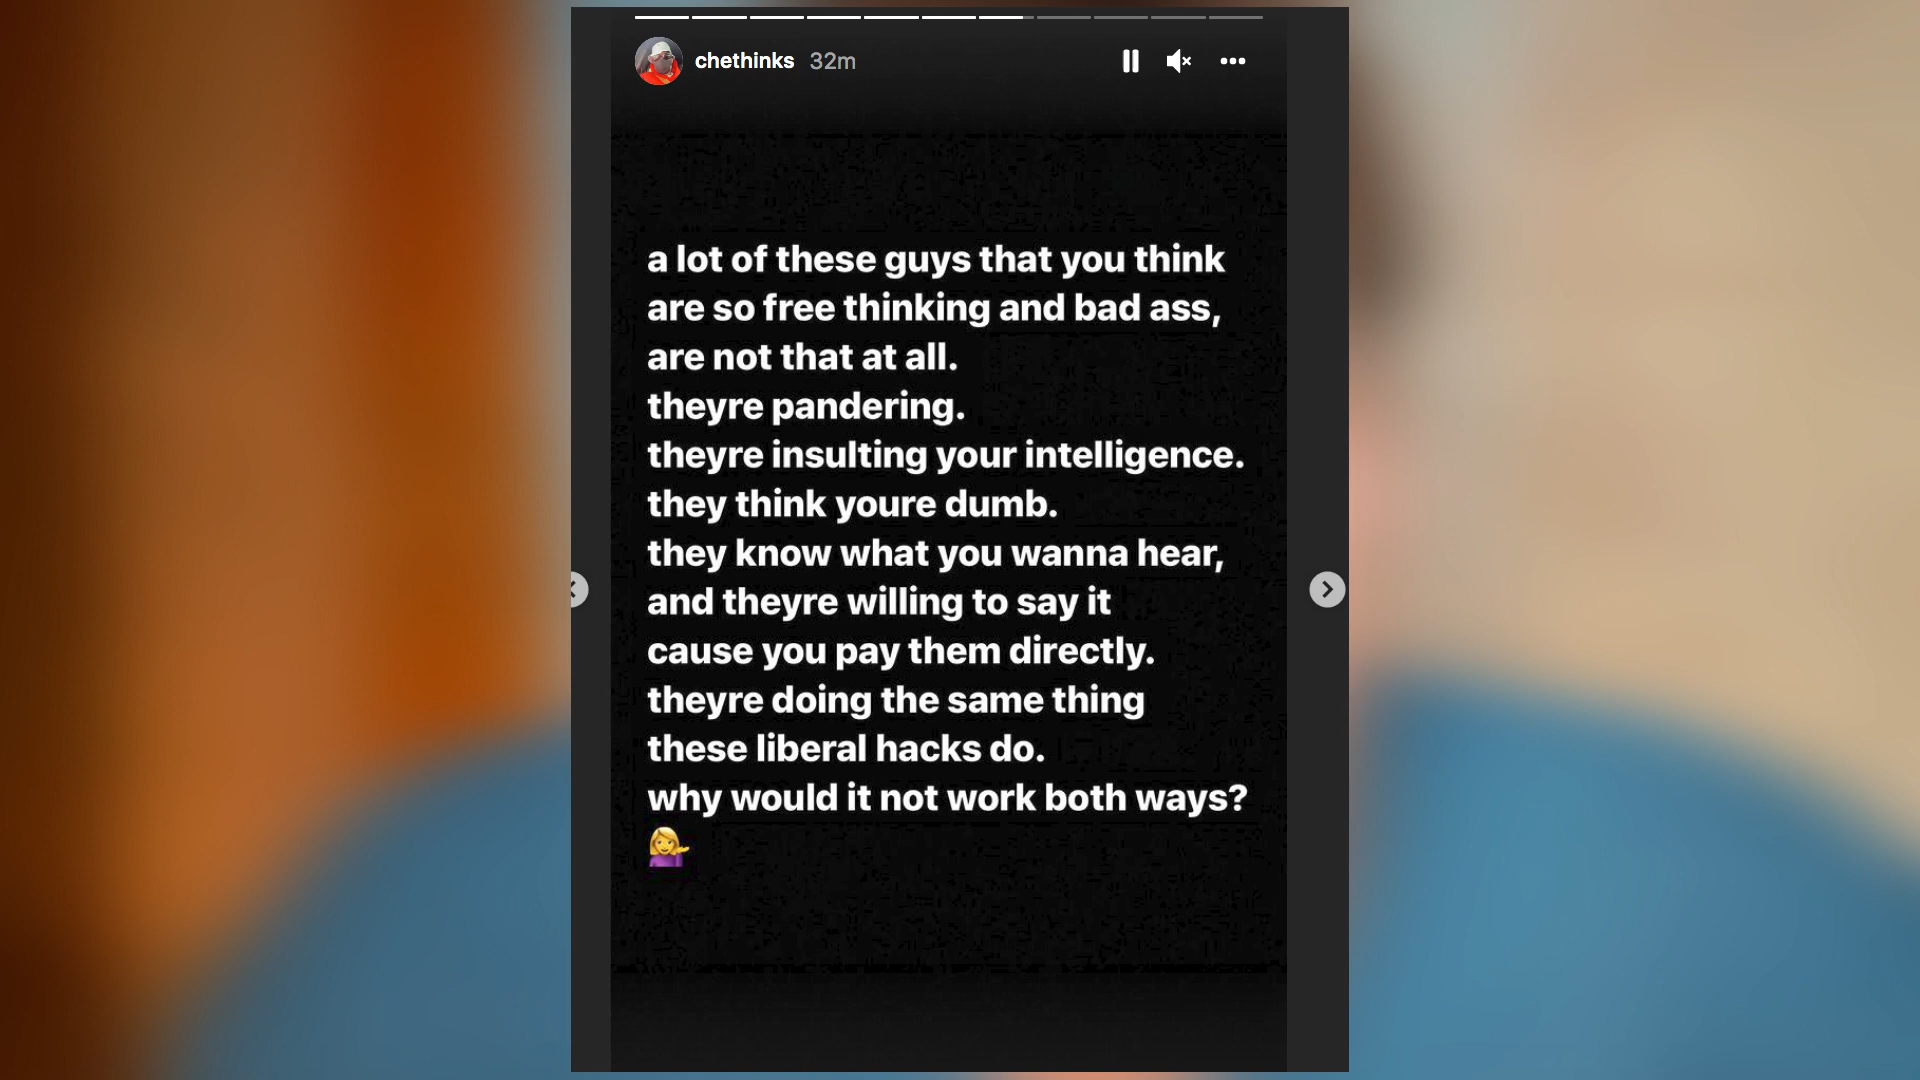 chethinks 32m
a lot of these guys that you think
are so free thinking and bad ass,
are not that at all.
theyre pandering.
theyre insulting your intelligence.
they think youre dumb.
they know what you wanna hear,
and theyre willing to say it
cause you pay them directly.
theyre doing the same thing
these liberal hacks do.
why would it not work both ways?
💁‍♀️